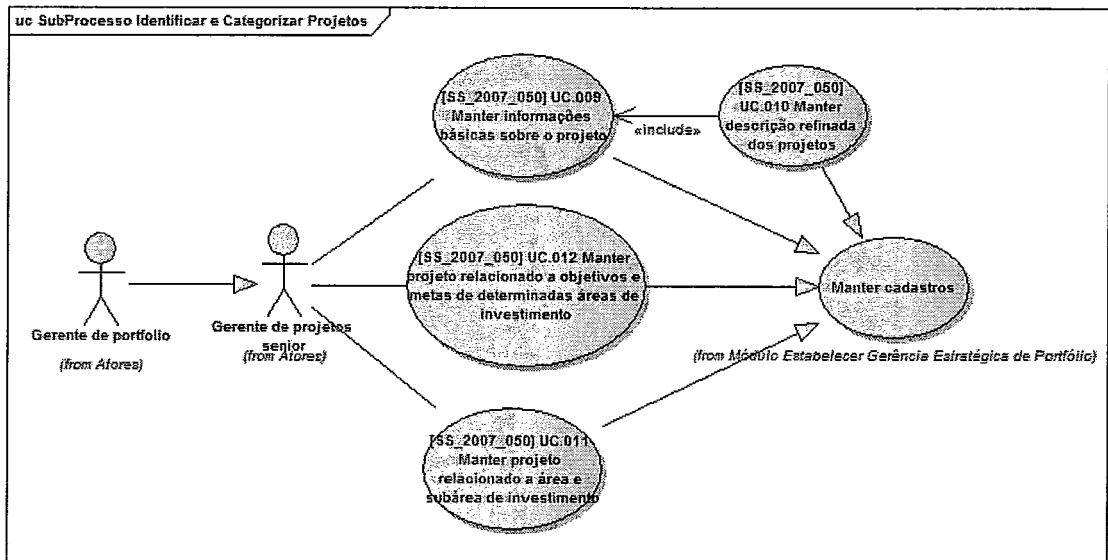 uc SubProcesso Identificar e Categorizar Projetos
[SS_2007_050] UC.009
Manter informações
básicas sobre o projeto
«include»
[SS_2007_050]
UC.010 Manter
descrição refinada
dos projetos
[SS_2007_050] UC.012 Manter
projeto relacionado a objetivos e
metas de determinadas áreas de
investimento
Manter cadastros
(from Módulo Estabelecer Gerência Estratégica de Portfólio)
Gerente de portfolio
(from Atores)
Gerente de projetos
senior
(from Atores)
[SS_2007_050] UC.011
Manter projeto
relacionado a área e
subárea de investimento